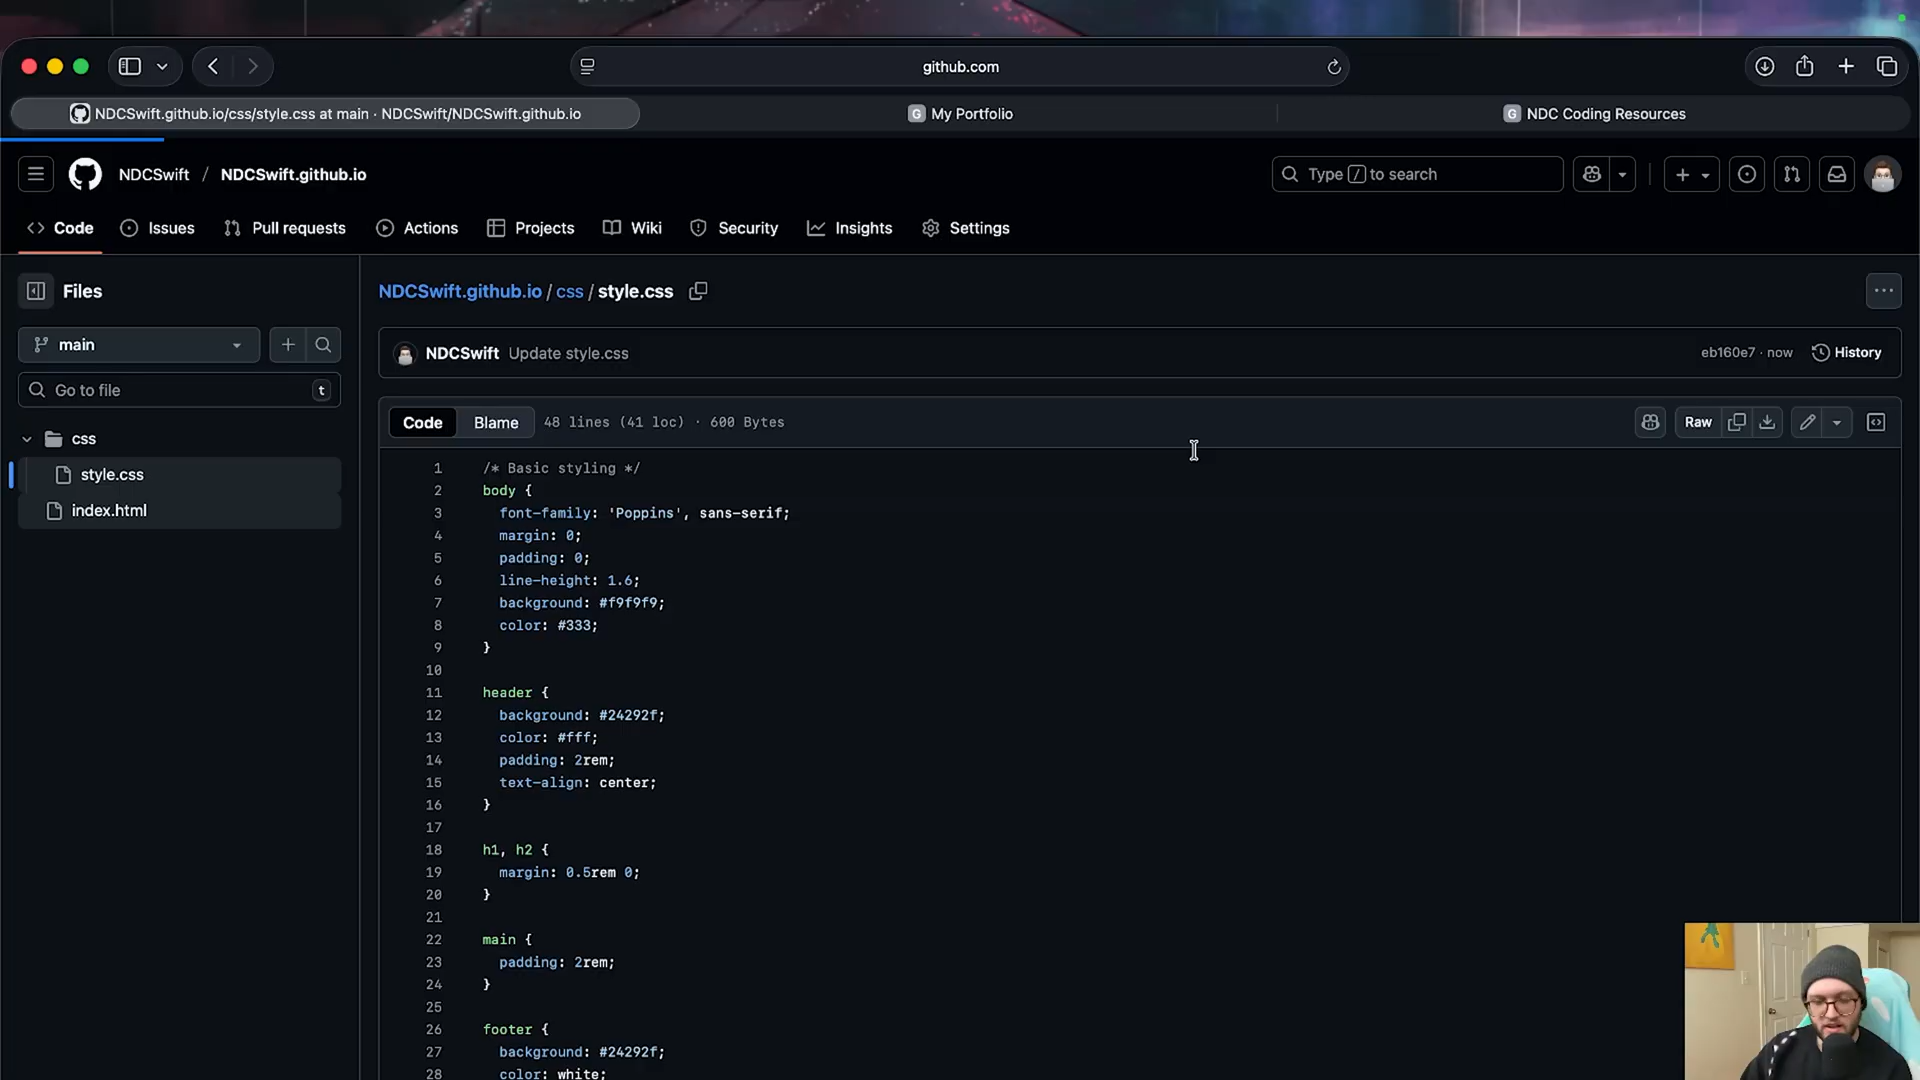 github.com
NDCSwift.github.io/css/style.css at main · NDCSwift/NDCSwift.github.io
G My Portfolio
G NDC Coding Resources
NDCSwift / NDCSwift.github.io
Type / to search
Code Issues Pull requests Actions Projects Wiki Security Insights Settings
Files
main
Go to file t
css
style.css
index.html
NDCSwift.github.io / css / style.css
NDCSwift Update style.css
eb160e7 · now History
Code Blame 48 lines (41 loc) · 600 Bytes
Raw
1 /* Basic styling */
2 body {
3 font-family: 'Poppins', sans-serif;
4 margin: 0;
5 padding: 0;
6 line-height: 1.6;
7 background: #f9f9f9;
8 color: #333;
9 }
10
11 header {
12 background: #24292f;
13 color: #fff;
14 padding: 2rem;
15 text-align: center;
16 }
17
18 h1, h2 {
19 margin: 0.5rem 0;
20 }
21
22 main {
23 padding: 2rem;
24 }
25
26 footer {
27 background: #24292f;
28 color: white;